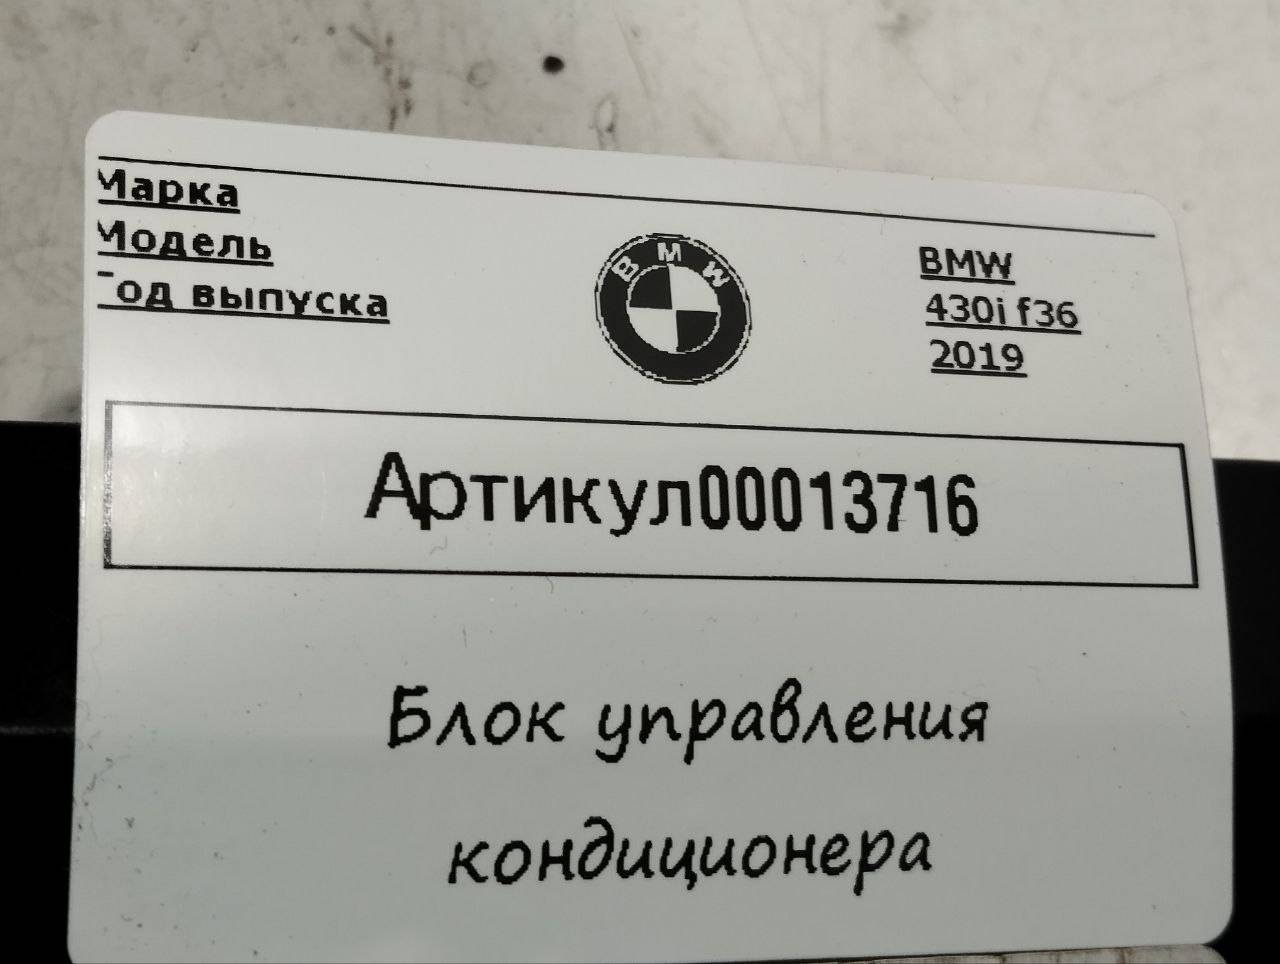 Марка
Модель
Год выпуска
BMW
BMW
430i f36
2019
Артикул00013716
Блок управления
кондиционера